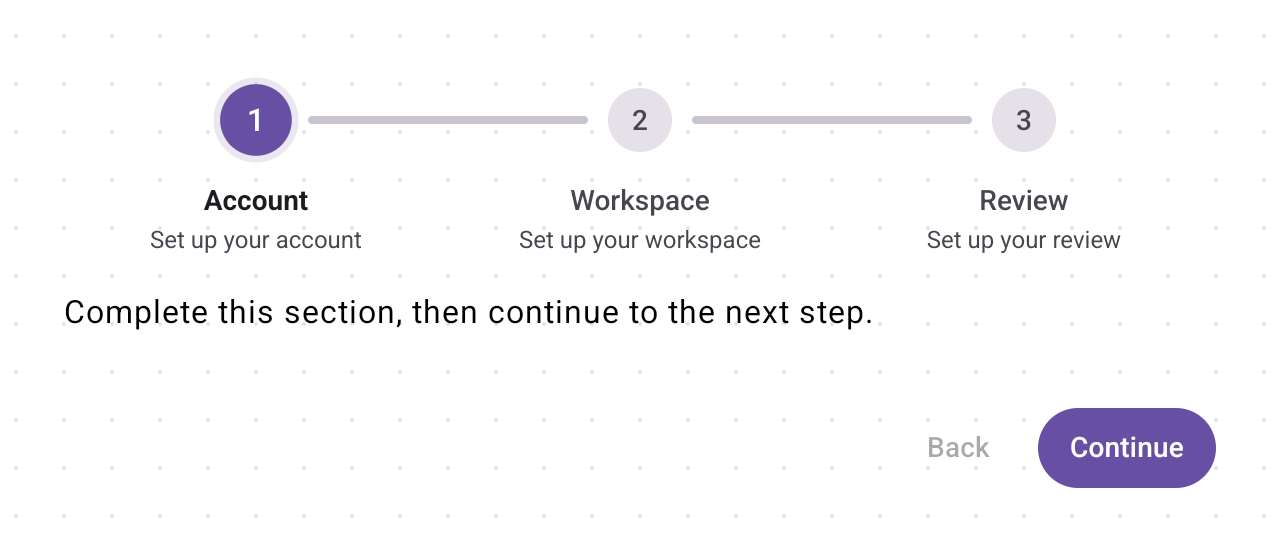 1
2
3
Account
Workspace
Review
Set up your account
Set up your workspace
Set up your review
Complete this section, then continue to the next step.
Back
Continue